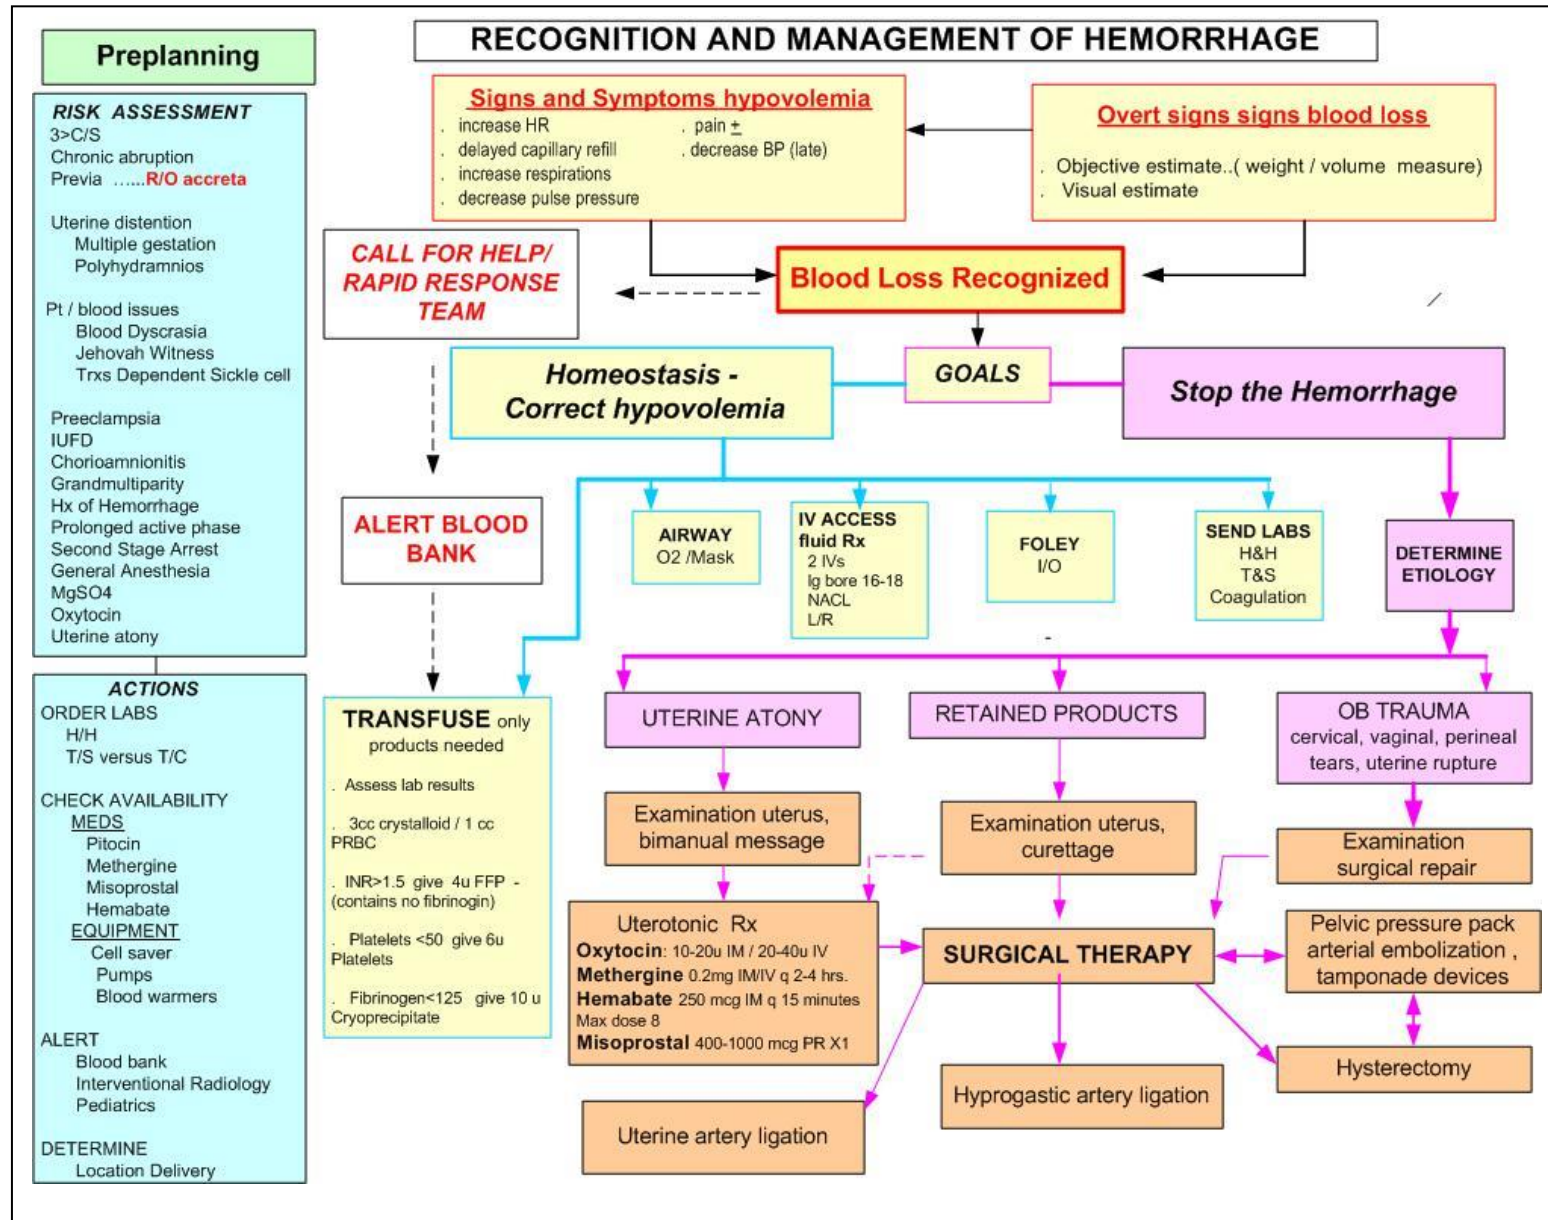 RECOGNITION AND MANAGEMENT OF HEMORRHAGE
Preplanning
RISK ASSESSMENT
3>C/S
Chronic abruption
Previa ......R/O accreta
Uterine distention
Multiple gestation
Polyhydramnios
Pt / blood issues
Blood Dyscrasia
Jehovah Witness
Trxs Dependent Sickle cell
Preeclampsia
IUFD
Chorioamnionitis
Grandmultiparity
Hx of Hemorrhage
Prolonged active phase
Second Stage Arrest
General Anesthesia
MgSO4
Oxytocin
Uterine atony
ACTIONS
ORDER LABS
H/H
T/S versus T/C
CHECK AVAILABILITY
MEDS
Pitocin
Methergine
Misoprostal
Hemabate
EQUIPMENT
Cell saver
Pumps
Blood warmers
ALERT
Blood bank
Interventional Radiology
Pediatrics
DETERMINE
Location Delivery
Signs and Symptoms hypovolemia
. increase HR
. delayed capillary refill
. increase respirations
. decrease pulse pressure
. pain ±
. decrease BP (late)
Overt signs signs blood loss
. Objective estimate..( weight / volume measure)
. Visual estimate
CALL FOR HELP/
RAPID RESPONSE
TEAM
Blood Loss Recognized
Homeostasis -
Correct hypovolemia
GOALS
Stop the Hemorrhage
ALERT BLOOD
BANK
AIRWAY
O2 /Mask
IV ACCESS
fluid Rx
2 IVs
lg bore 16-18
NACL
L/R
FOLEY
I/O
SEND LABS
H&H
T&S
Coagulation
DETERMINE
ETIOLOGY
TRANSFUSE only
products needed
. Assess lab results
. 3cc crystalloid / 1 cc
PRBC
. INR>1.5 give 4u FFP -
(contains no fibrinogin)
. Platelets <50 give 6u
Platelets
. Fibrinogen<125 give 10 u
Cryoprecipitate
UTERINE ATONY
RETAINED PRODUCTS
OB TRAUMA
cervical, vaginal, perineal
tears, uterine rupture
Examination uterus,
bimanual message
Examination uterus,
curettage
Examination
surgical repair
Uterotonic Rx
Oxytocin: 10-20u IM / 20-40u IV
Methergine 0.2mg IM/IV q 2-4 hrs.
Hemabate 250 mcg IM q 15 minutes
Max dose 8
Misoprostal 400-1000 mcg PR X1
SURGICAL THERAPY
Pelvic pressure pack
arterial embolization ,
tamponade devices
Uterine artery ligation
Hyprogastic artery ligation
Hysterectomy